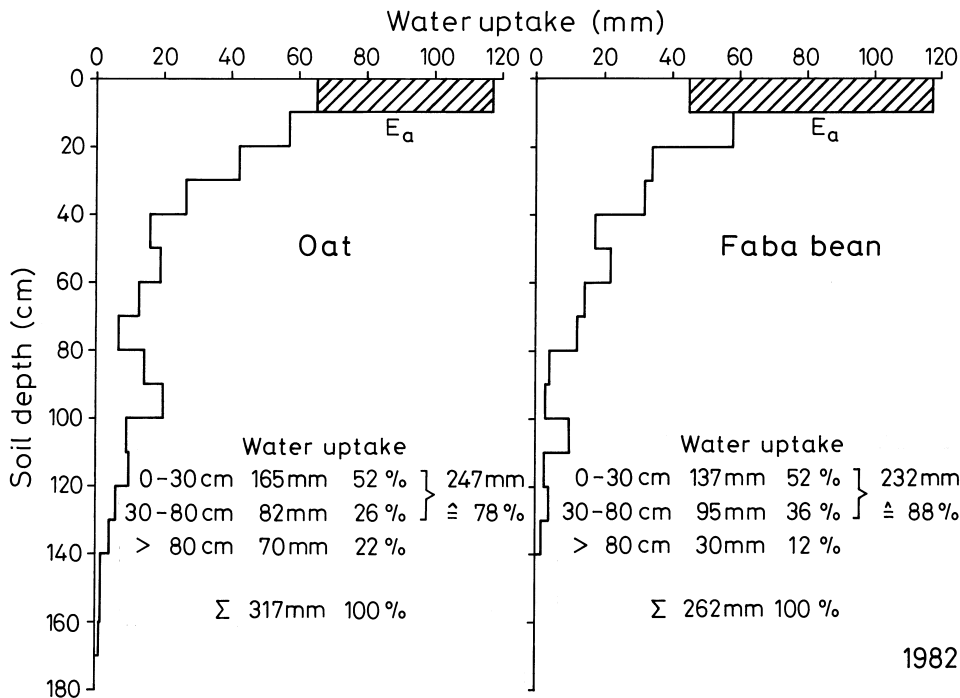 Water uptake (mm)
0 20 40 60 80 100 120
0 20 40 60 80 100 120
0
20
40
60
80
100
120
140
160
180
Soil depth (cm)
Ea
Oat
Water uptake
0-30 cm 165mm 52 %
30-80 cm 82mm 26 %
} 247mm
≙ 78 %
> 80 cm 70mm 22 %
Σ 317mm 100 %
Ea
Faba bean
Water uptake
0-30 cm 137mm 52 %
30-80 cm 95mm 36 %
} 232mm
≙ 88 %
> 80 cm 30mm 12 %
Σ 262mm 100 %
1982